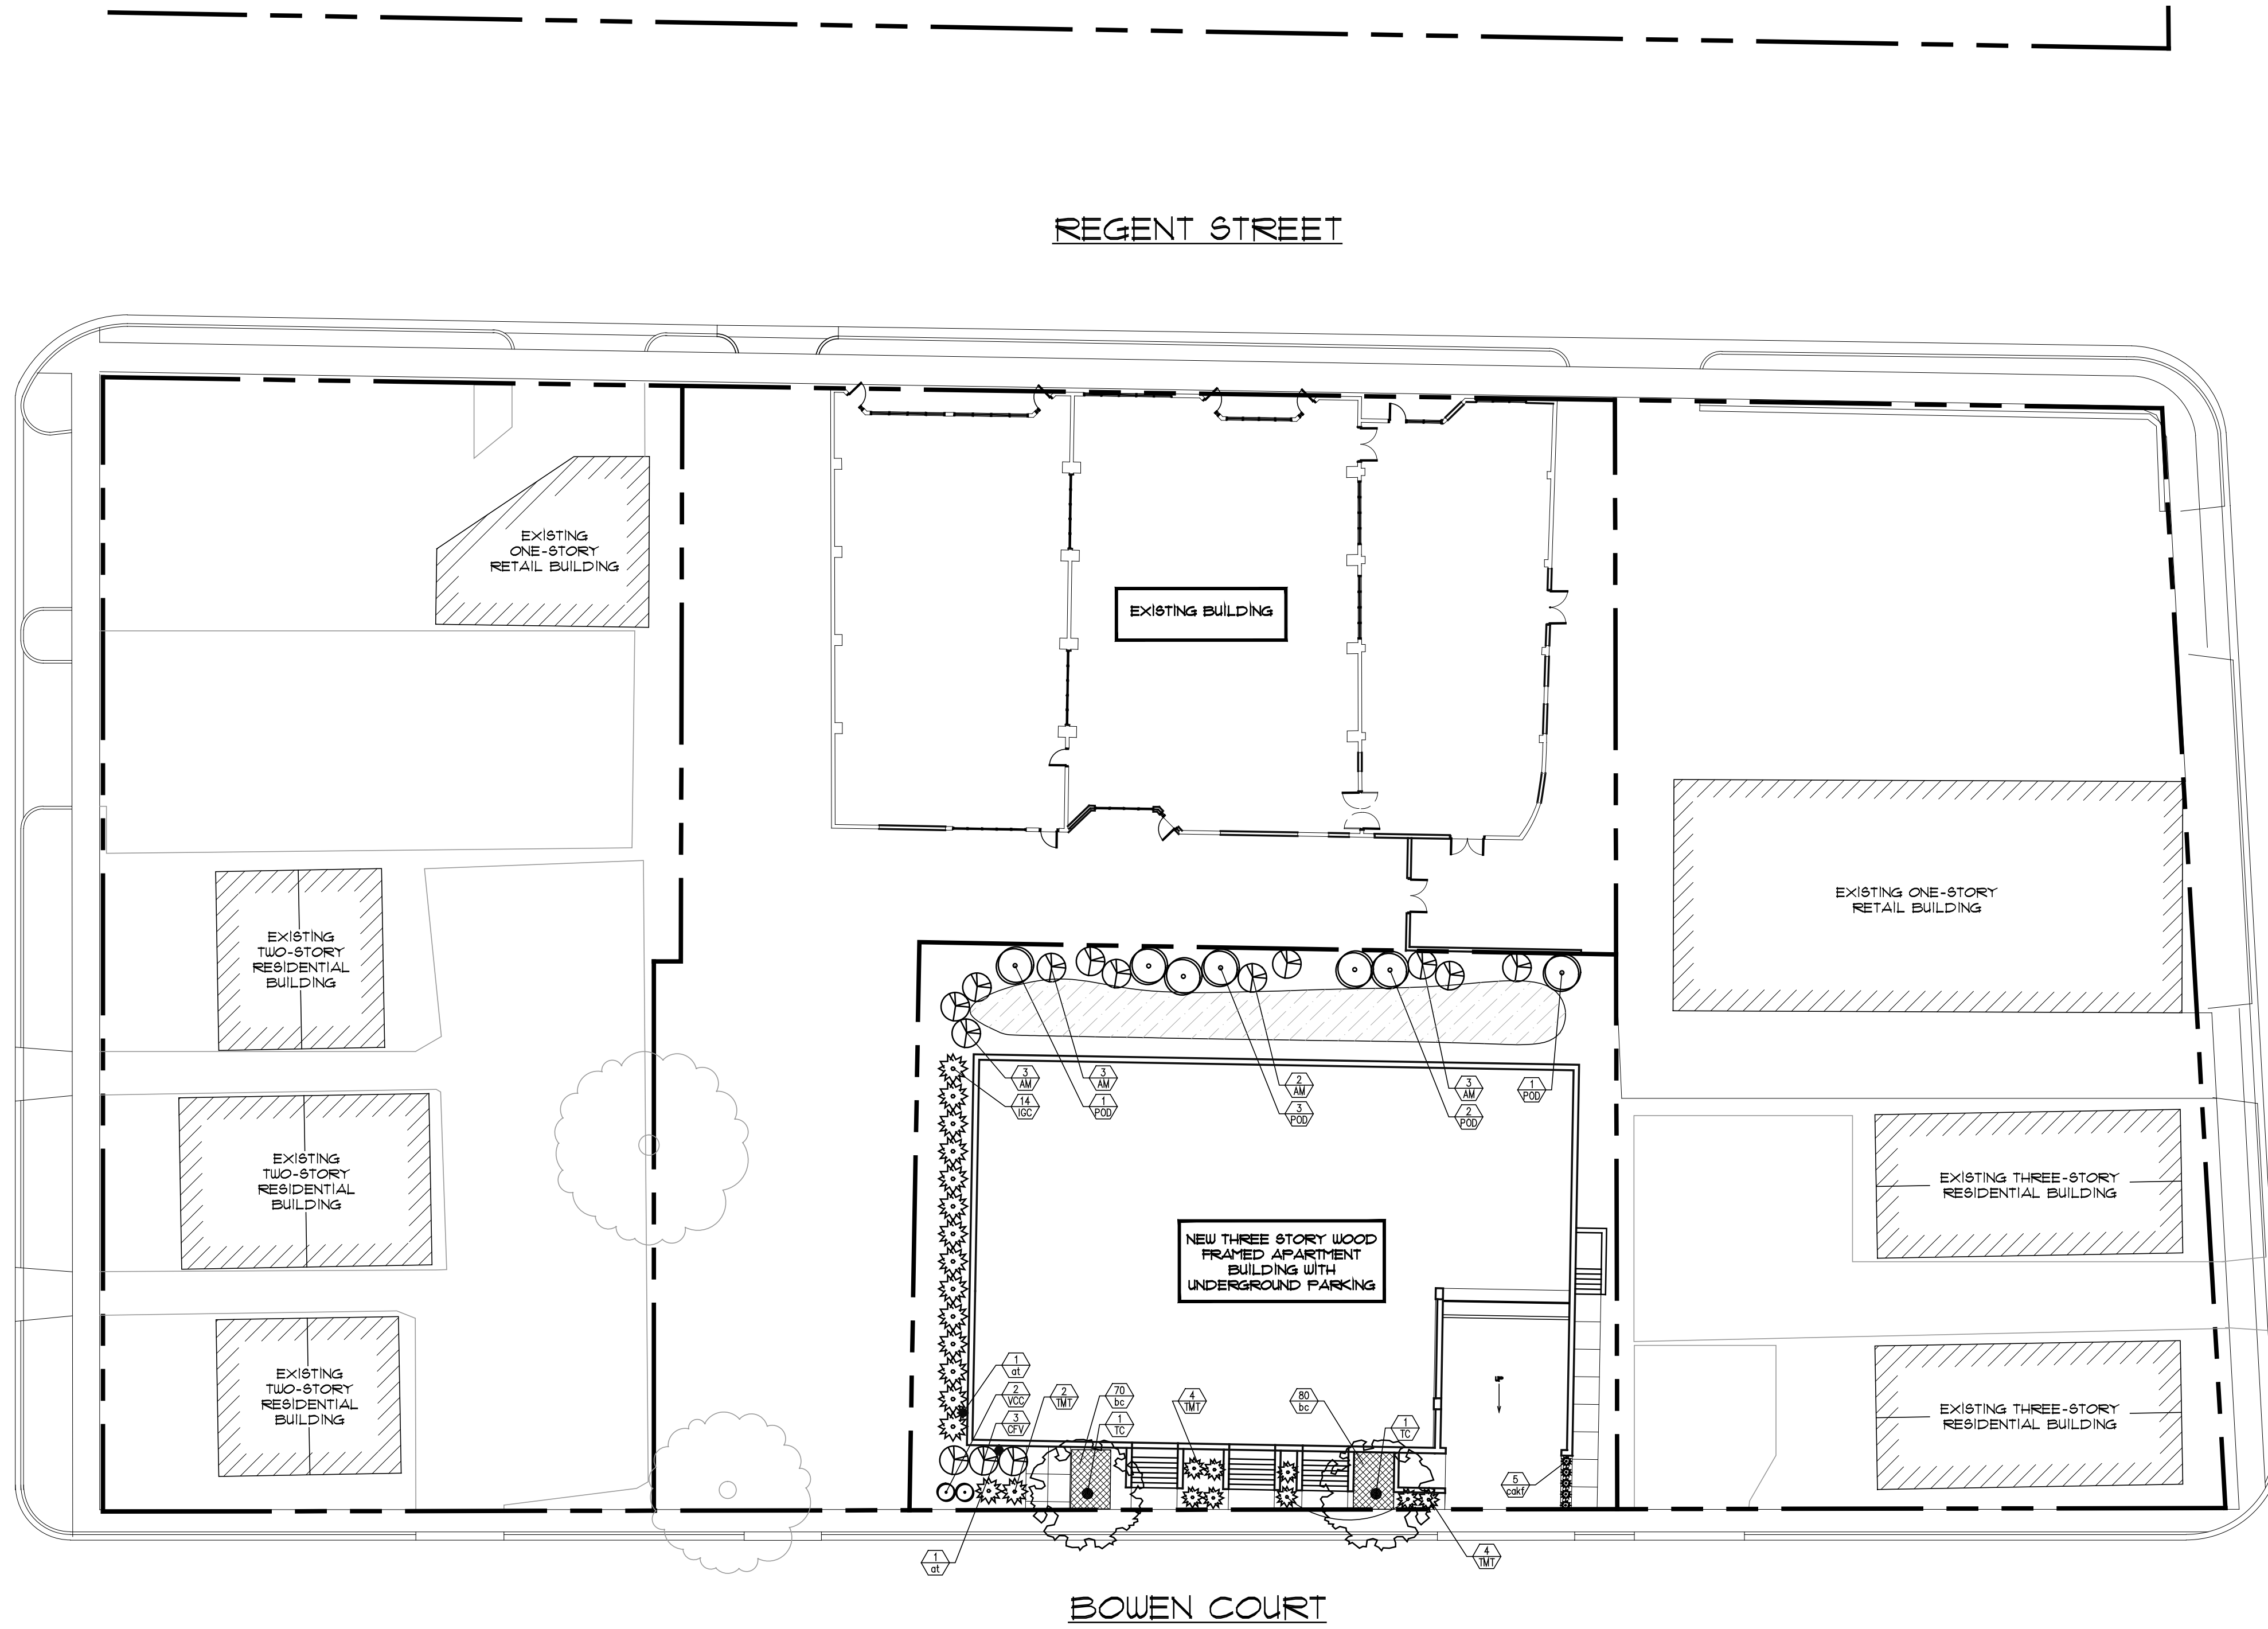 REGENT STREET
EXISTING
ONE-STORY
RETAIL BUILDING
EXISTING BUILDING
EXISTING ONE-STORY
RETAIL BUILDING
EXISTING
TWO-STORY
RESIDENTIAL
BUILDING
3
AM
14
IGC
3
AM
1
POD
2
AM
3
POD
3
AM
2
POD
1
POD
EXISTING
TWO-STORY
RESIDENTIAL
BUILDING
EXISTING THREE-STORY
RESIDENTIAL BUILDING
NEW THREE STORY WOOD
FRAMED APARTMENT
BUILDING WITH
UNDERGROUND PARKING
EXISTING
TWO-STORY
RESIDENTIAL
BUILDING
1
at
2
VCC
3
CFV
2
TMT
70
bc
1
TC
4
TMT
80
bc
1
TC
UP
5
cakf
EXISTING THREE-STORY
RESIDENTIAL BUILDING
1
at
4
TMT
BOWEN COURT